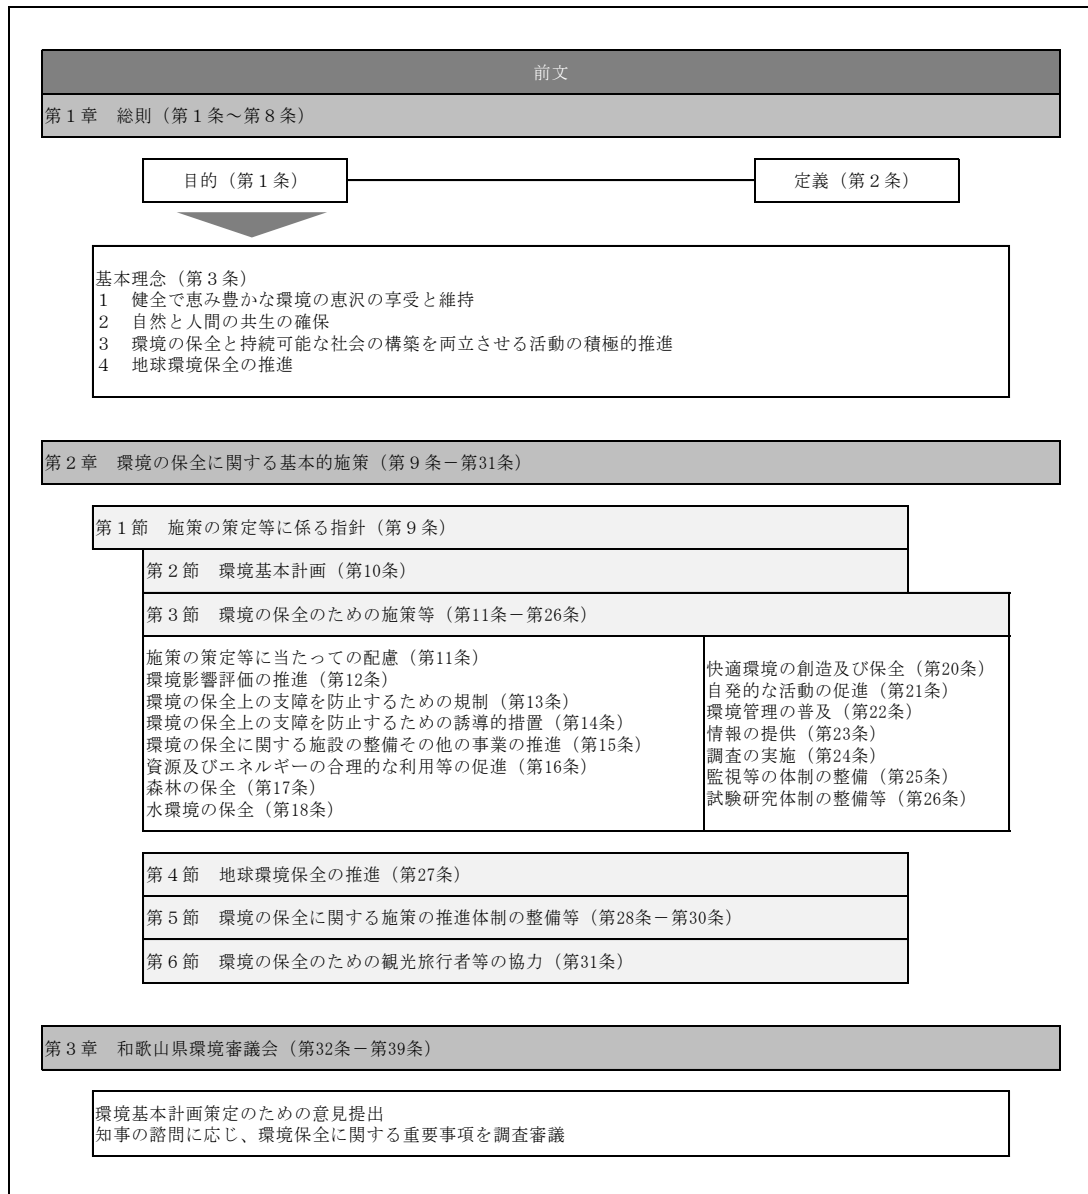 前文
第1章　総則（第1条～第8条）
目的（第1条）
定義（第2条）
基本理念（第3条）
1　健全で恵み豊かな環境の恵沢の享受と維持
2　自然と人間の共生の確保
3　環境の保全と持続可能な社会の構築を両立させる活動の積極的推進
4　地球環境保全の推進
第2章　環境の保全に関する基本的施策（第9条－第31条）
第1節　施策の策定等に係る指針（第9条）
第2節　環境基本計画（第10条）
第3節　環境の保全のための施策等（第11条－第26条）
施策の策定等に当たっての配慮（第11条）
環境影響評価の推進（第12条）
環境の保全上の支障を防止するための規制（第13条）
環境の保全上の支障を防止するための誘導的措置（第14条）
環境の保全に関する施設の整備その他の事業の推進（第15条）
資源及びエネルギーの合理的な利用等の促進（第16条）
森林の保全（第17条）
水環境の保全（第18条）
快適環境の創造及び保全（第20条）
自発的な活動の促進（第21条）
環境管理の普及（第22条）
情報の提供（第23条）
調査の実施（第24条）
監視等の体制の整備（第25条）
試験研究体制の整備等（第26条）
第4節　地球環境保全の推進（第27条）
第5節　環境の保全に関する施策の推進体制の整備等（第28条－第30条）
第6節　環境の保全のための観光旅行者等の協力（第31条）
第3章　和歌山県環境審議会（第32条－第39条）
環境基本計画策定のための意見提出
知事の諮問に応じ、環境保全に関する重要事項を調査審議